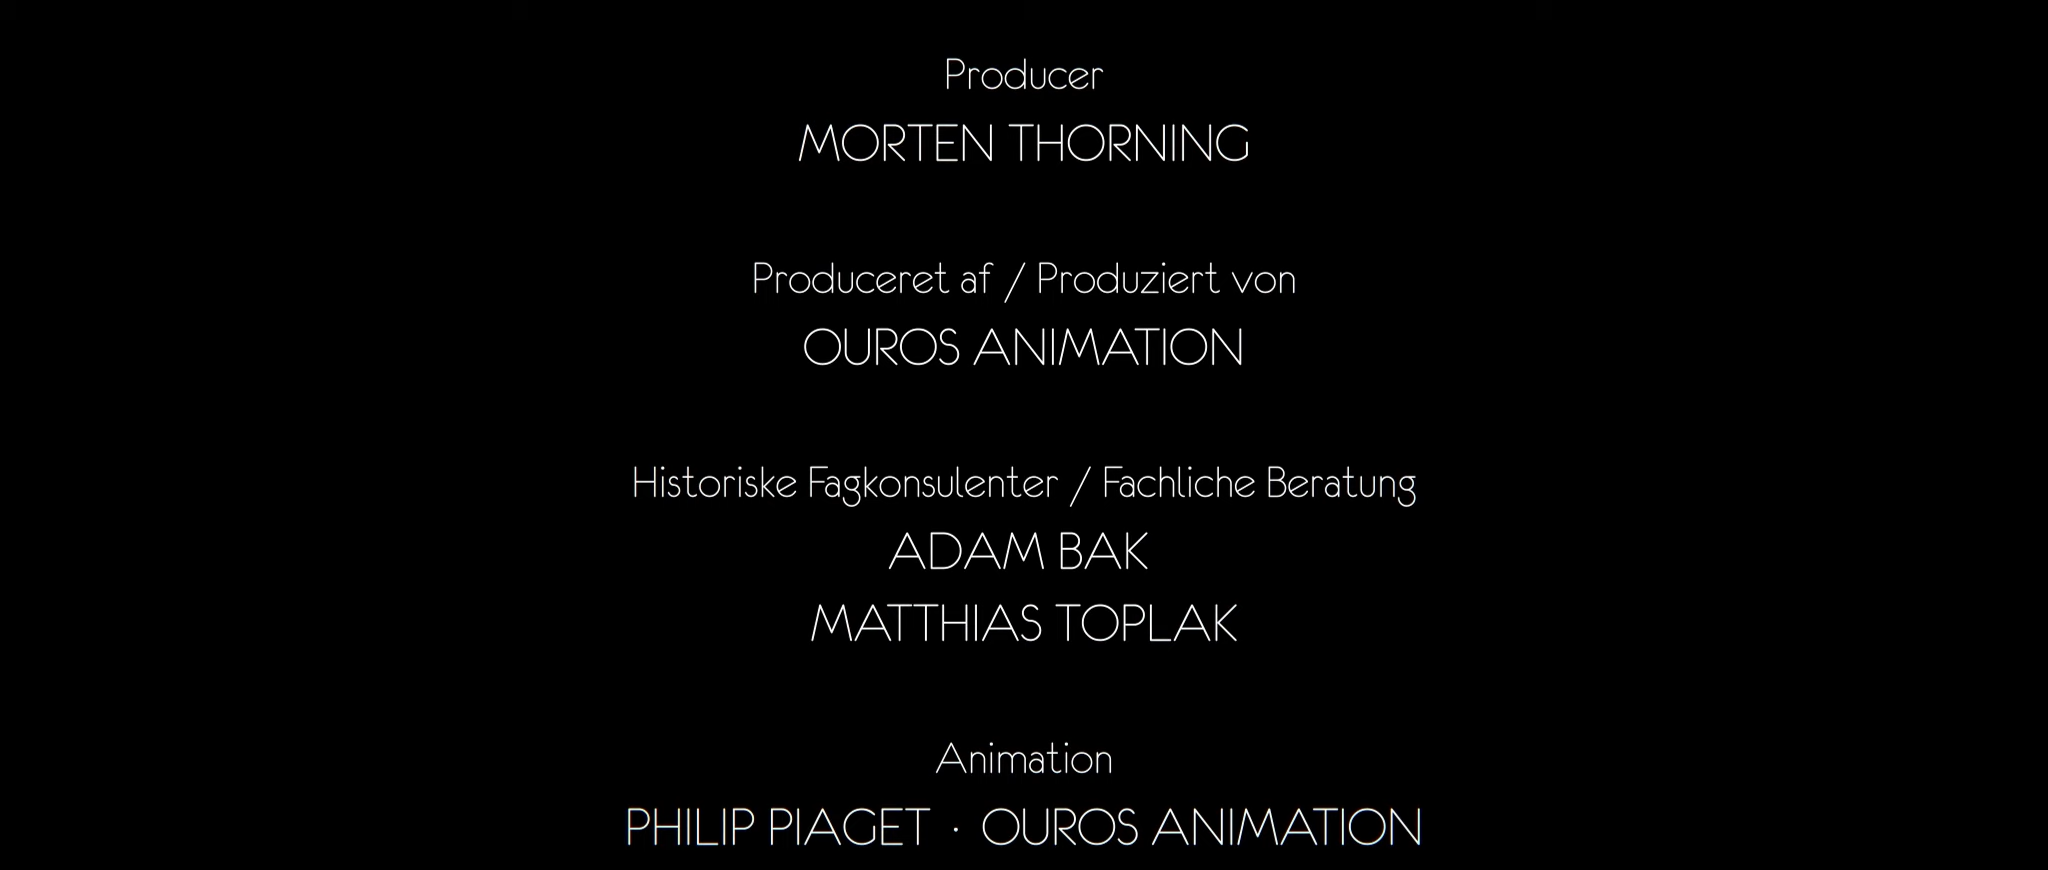 Producer
MORTEN THORNING
Produceret af / Produziert von
OUROS ANIMATION
Historiske Fagkonsulenter / Fachliche Beratung
ADAM BAK
MATTHIAS TOPLAK
Animation
PHILIP PIAGET · OUROS ANIMATION